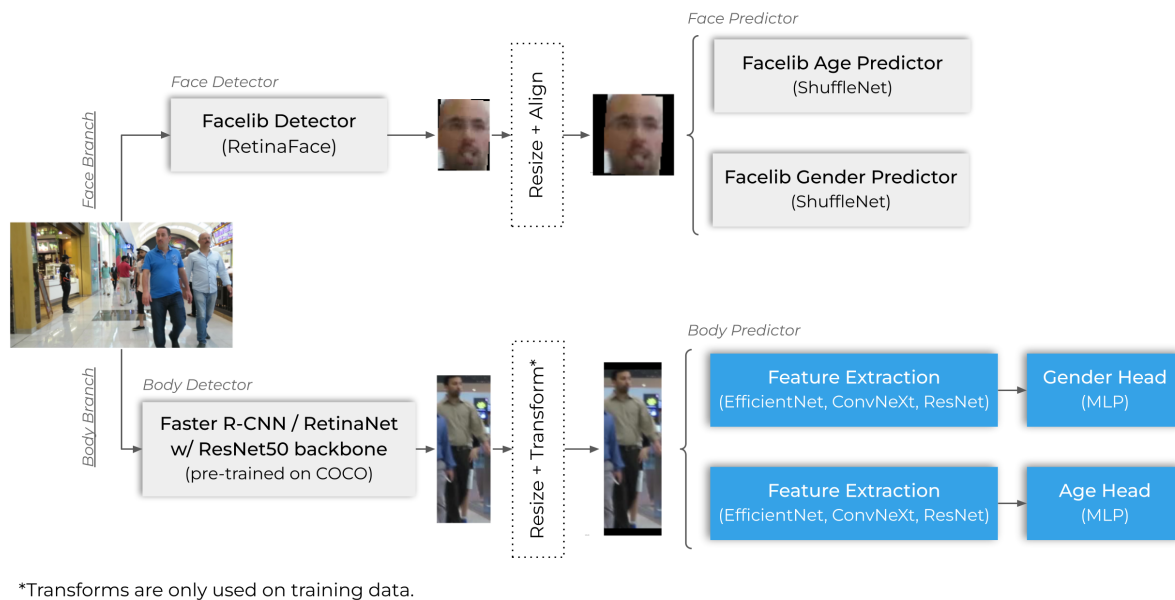 Face Predictor
Face Detector
Facelib Age Predictor
(ShuffleNet)
Face Branch
Facelib Detector
(RetinaFace)
Resize + Align
Facelib Gender Predictor
(ShuffleNet)
Body Predictor
Body Branch
Body Detector
Faster R-CNN / RetinaNet
w/ ResNet50 backbone
(pre-trained on COCO)
Resize + Transform*
Feature Extraction
(EfficientNet, ConvNeXt, ResNet)
Gender Head
(MLP)
Feature Extraction
(EfficientNet, ConvNeXt, ResNet)
Age Head
(MLP)
*Transforms are only used on training data.